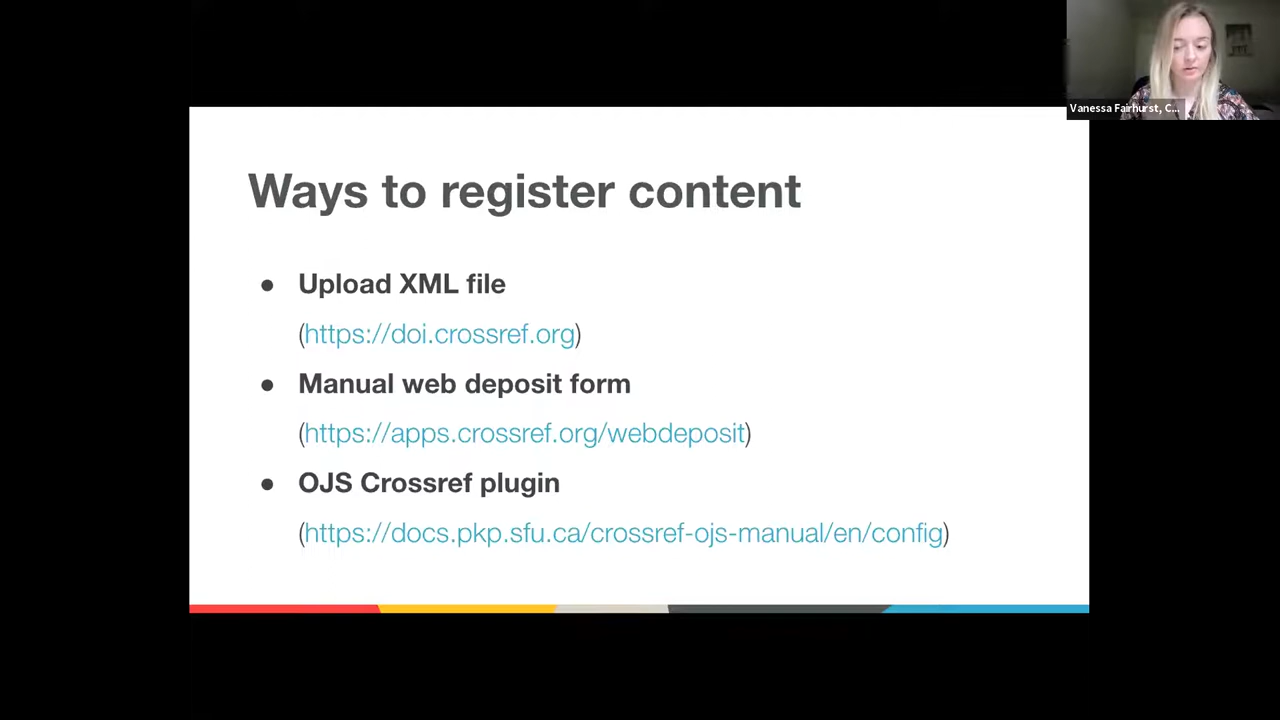 Vanessa Fairhurst, C...
Ways to register content
● Upload XML file
(https://doi.crossref.org)
● Manual web deposit form
(https://apps.crossref.org/webdeposit)
● OJS Crossref plugin
(https://docs.pkp.sfu.ca/crossref-ojs-manual/en/config)